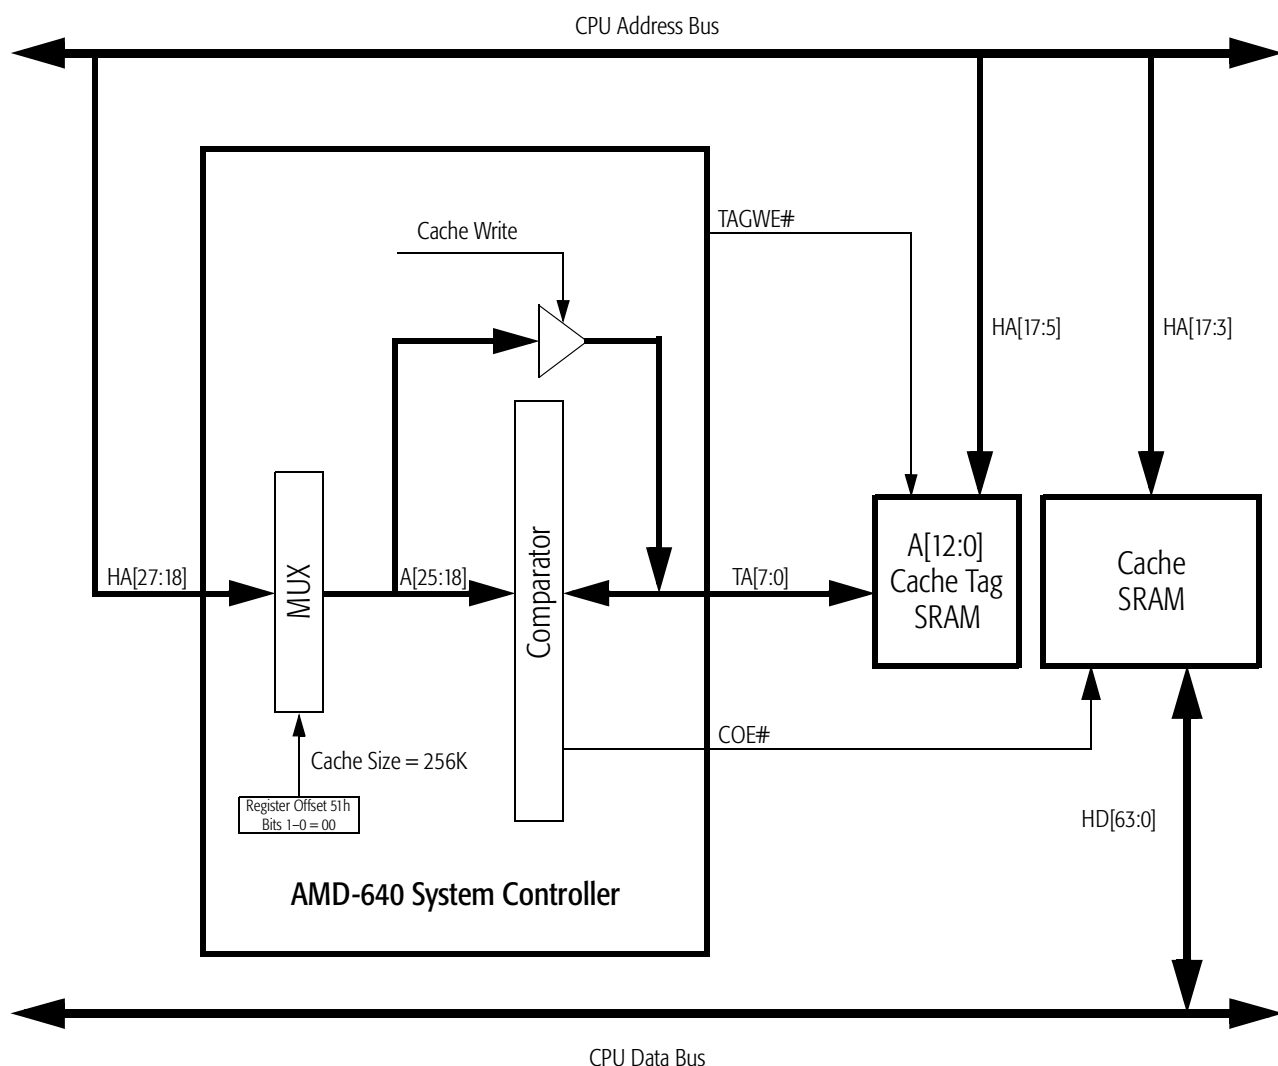 CPU Address Bus
TAGWE#
Cache Write
HA[17:5]
HA[17:3]
HA[27:18]
MUX
A[25:18]
Comparator
TA[7:0]
A[12:0]
Cache Tag
SRAM
Cache
SRAM
COE#
Cache Size = 256K
Register Offset 51h
Bits 1–0 = 00
HD[63:0]
AMD-640 System Controller
CPU Data Bus